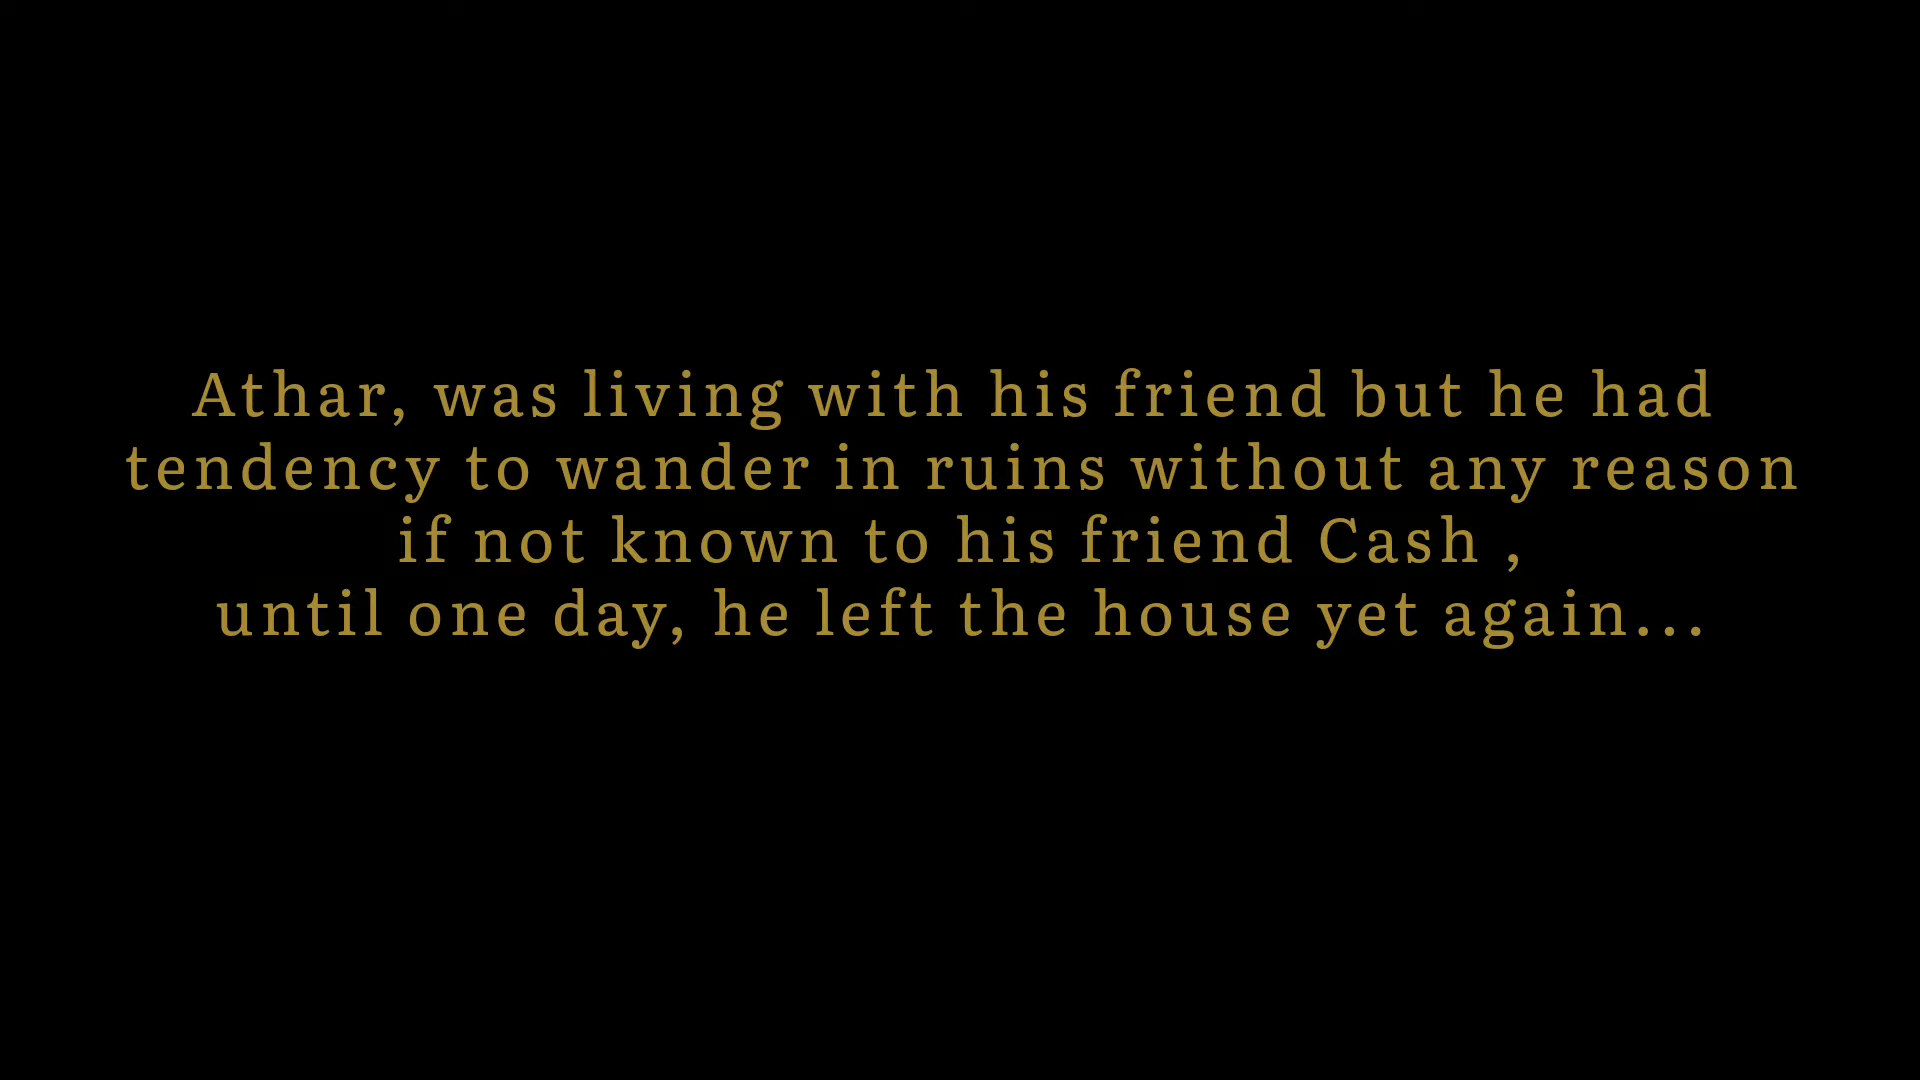 Athar, was living with his friend but he had
tendency to wander in ruins without any reason
if not known to his friend Cash ,
until one day, he left the house yet again...